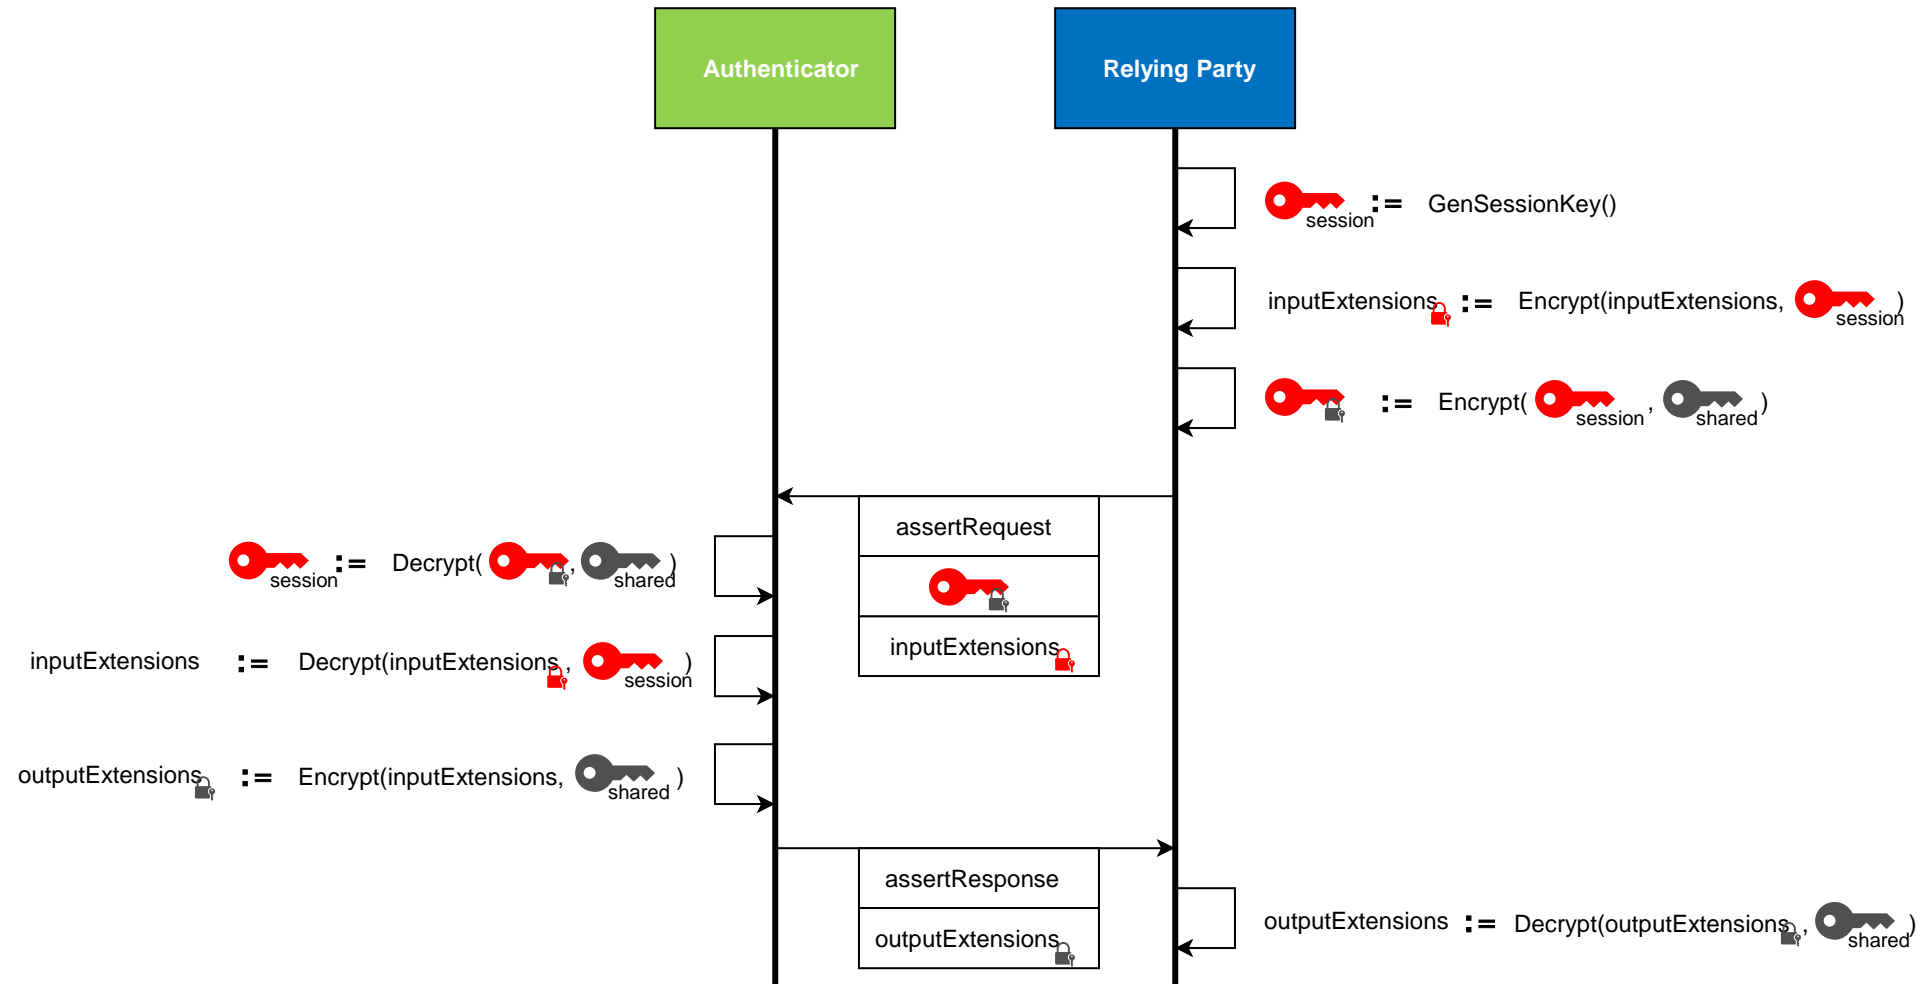 Authenticator
Relying Party
session := GenSessionKey()
inputExtensions := Encrypt(inputExtensions, session)
:= Encrypt( session , shared )
assertRequest
session := Decrypt( , shared )
inputExtensions
inputExtensions := Decrypt(inputExtensions, session )
outputExtensions := Encrypt(inputExtensions, shared )
assertResponse
outputExtensions
outputExtensions := Decrypt(outputExtensions, shared )